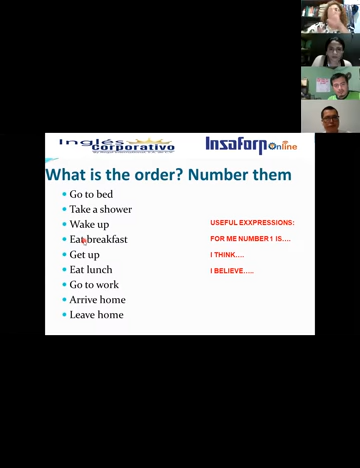 Inglés
corporativo
Insaforp Online
What is the order? Number them
Go to bed
Take a shower
Wake up
Eat breakfast
Get up
Eat lunch
Go to work
Arrive home
Leave home
USEFUL EXXPRESSIONS:
FOR ME NUMBER 1 IS....
I THINK....
I BELIEVE.....